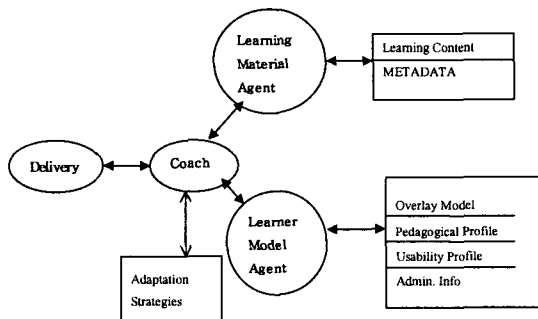 Learning
Material
Agent
Learning Content
METADATA
Delivery
Coach
Learner
Model
Agent
Overlay Model
Pedagogical Profile
Usability Profile
Admin. Info
Adaptation
Strategies